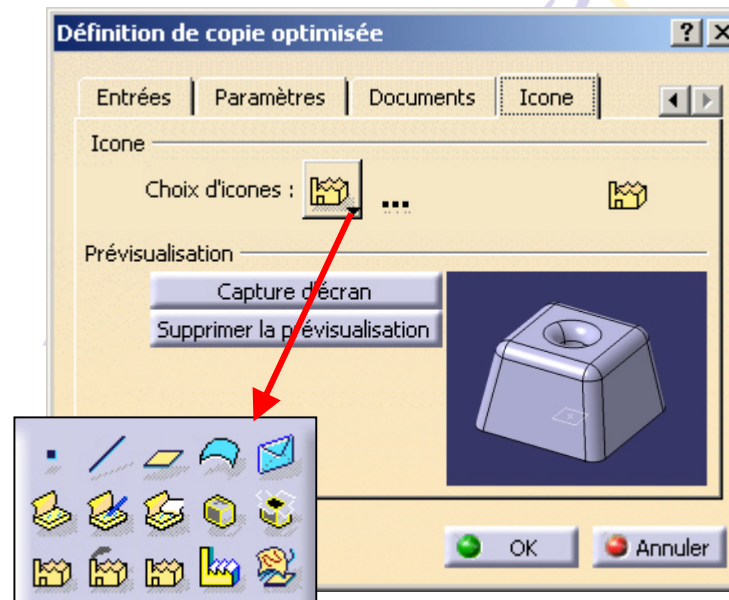 Définition de copie optimisée
Entrées Paramètres Documents Icone
Icone
Choix d'icones : ...
Prévisualisation
Capture d'écran
Supprimer la prévisualisation
OK Annuler